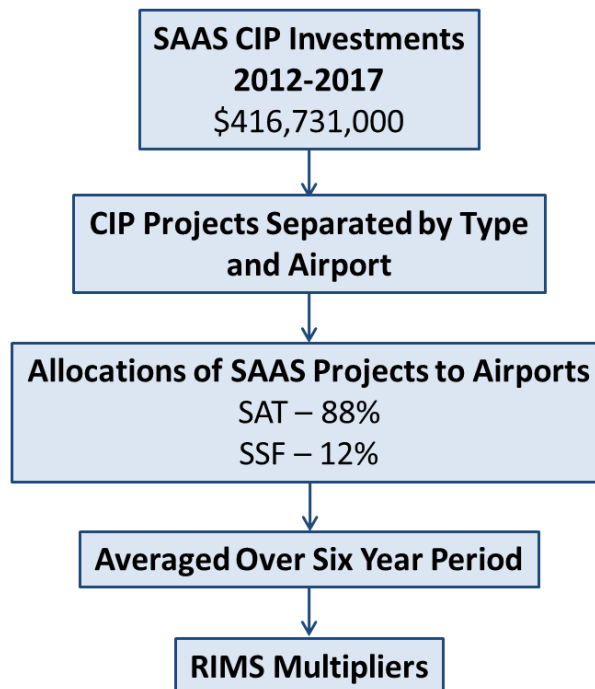 SAAS CIP Investments
2012-2017
$416,731,000
CIP Projects Separated by Type
and Airport
Allocations of SAAS Projects to Airports
SAT – 88%
SSF – 12%
Averaged Over Six Year Period
RIMS Multipliers